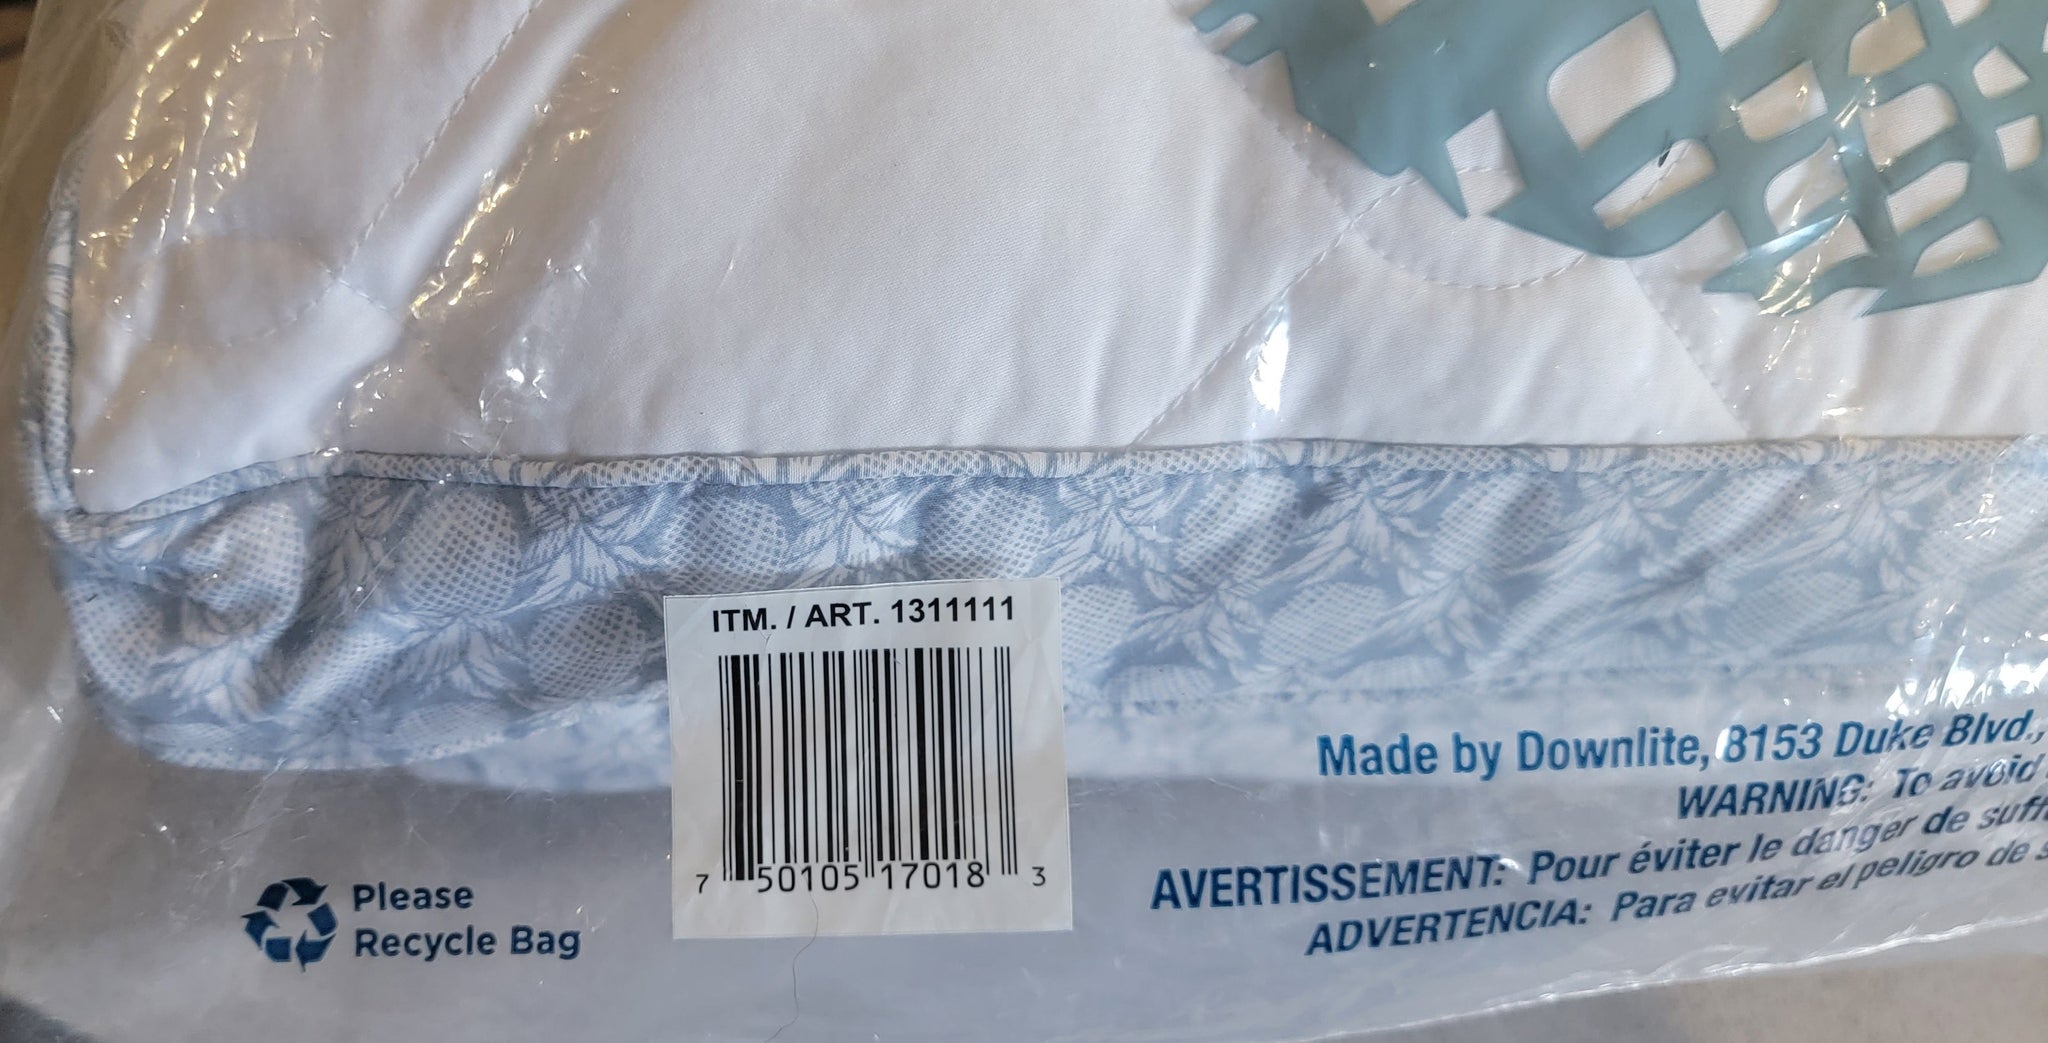 ITM. / ART. 1311111
7 50105 17018 3
Please
Recycle Bag
Made by Downlite, 8153 Duke Blvd.,
WARNING: To avoid
AVERTISSEMENT: Pour éviter le danger de
ADVERTENCIA: Para evitar el peligro de